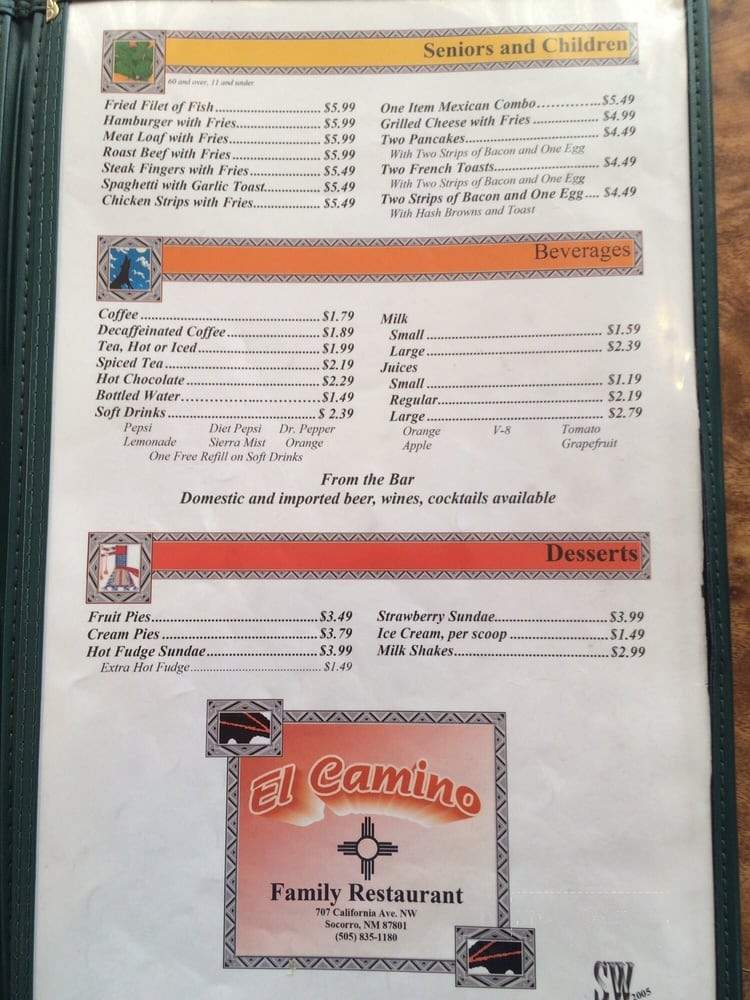 Seniors and Children
60 and over, 11 and under
Fried Filet of Fish............................ $5.99
Hamburger with Fries...................... $5.99
Meat Loaf with Fries........................ $5.99
Roast Beef with Fries....................... $5.99
Steak Fingers with Fries................... $5.49
Spaghetti with Garlic Toast.............. $5.49
Chicken Strips with Fries.................. $5.49
One Item Mexican Combo...............$5.49
Grilled Cheese with Fries ................. $4.99
Two Pancakes.................................. $4.49
With Two Strips of Bacon and One Egg
Two French Toasts........................... $4.49
With Two Strips of Bacon and One Egg
Two Strips of Bacon and One Egg .... $4.49
With Hash Browns and Toast
Beverages
Coffee ............................................. $1.79
Decaffeinated Coffee....................... $1.89
Tea, Hot or Iced............................... $1.99
Spiced Tea....................................... $2.19
Hot Chocolate ................................. $2.29
Bottled Water................................... $1.49
Soft Drinks ...................................... $ 2.39
Pepsi Diet Pepsi Dr. Pepper
Lemonade Sierra Mist Orange
One Free Refill on Soft Drinks
Milk
Small ............................................ $1.59
Large ............................................ $2.39
Juices
Small ............................................ $1.19
Regular......................................... $2.19
Large ............................................ $2.79
Orange V-8 Tomato
Apple Grapefruit
From the Bar
Domestic and imported beer, wines, cocktails available
Desserts
Fruit Pies..........................................$3.49
Cream Pies .......................................$3.79
Hot Fudge Sundae............................$3.99
Extra Hot Fudge................................. $1.49
Strawberry Sundae............................$3.99
Ice Cream, per scoop ........................$1.49
Milk Shakes......................................$2.99
El Camino
Family Restaurant
707 California Ave. NW
Socorro, NM 87801
(505) 835-1180
SW 2005